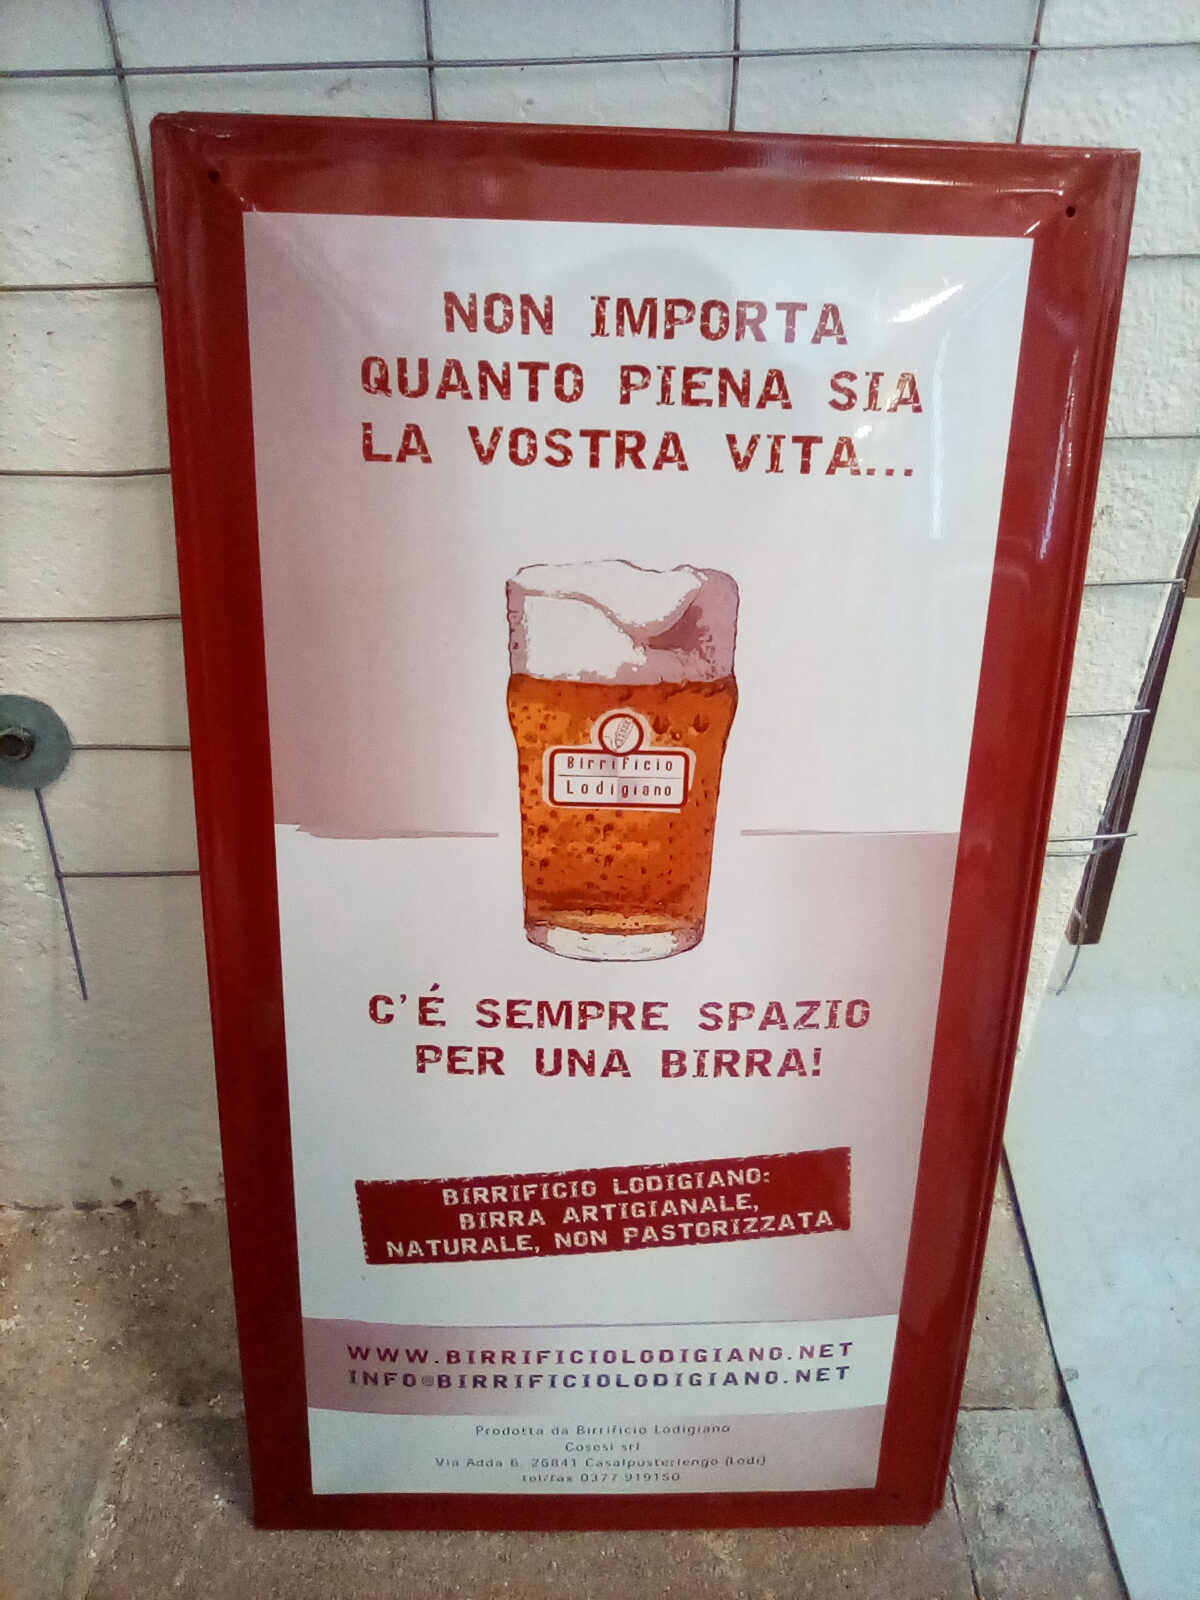 NON IMPORTA
QUANTO PIENA SIA
LA VOSTRA VITA...
Birrificio
Lodigiano
C'É SEMPRE SPAZIO
PER UNA BIRRA!
BIRRIFICIO LODIGIANO:
BIRRA ARTIGIANALE,
NATURALE, NON PASTORIZZATA
WWW.BIRRIFICIOLODIGIANO.NET
INFO@BIRRIFICIOLODIGIANO.NET
Prodotta da Birrificio Lodigiano
Cosesi srl
Via Adda 6, 26841 Casalpusterlengo (Lodi)
tel/fax 0377 919150